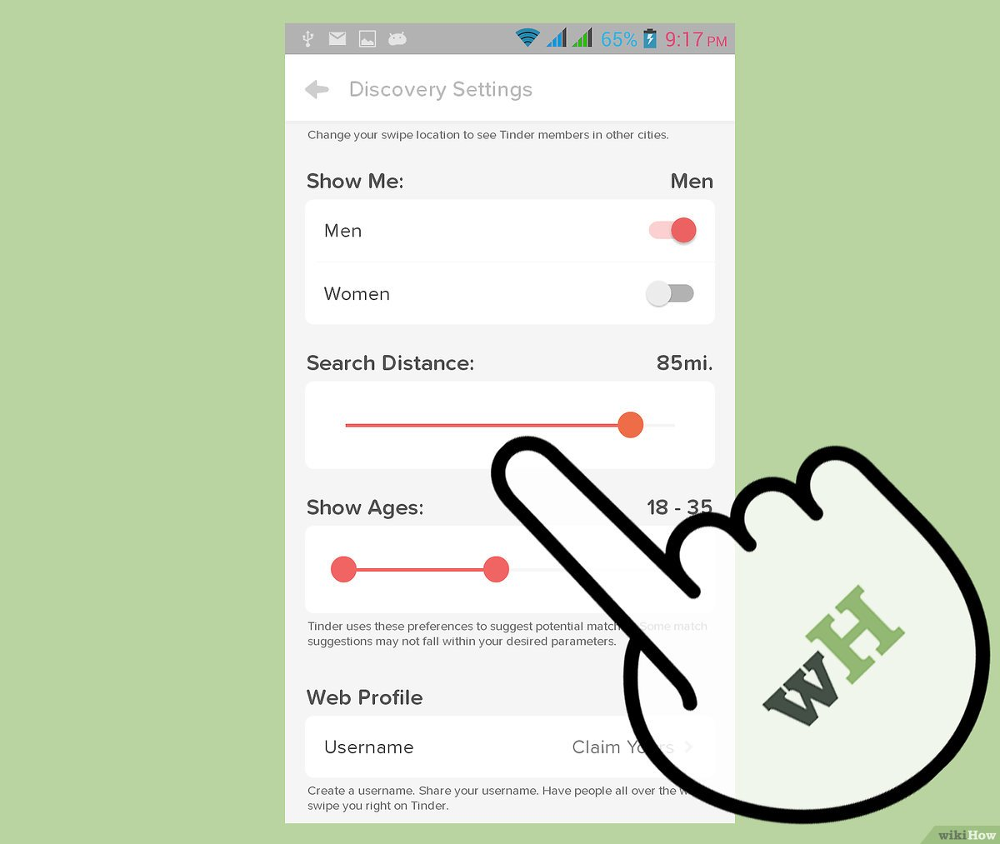 65% 9:17 PM
Discovery Settings
Change your swipe location to see Tinder members in other cities.
Show Me: Men
Men
Women
Search Distance: 85mi.
Show Ages: 18 - 35
Tinder uses these preferences to suggest potential match Some match
suggestions may not fall within your desired parameters.
Web Profile
Username Claim Yours
Create a username. Share your username. Have people all over the
swipe you right on Tinder.
wH
wikiHow